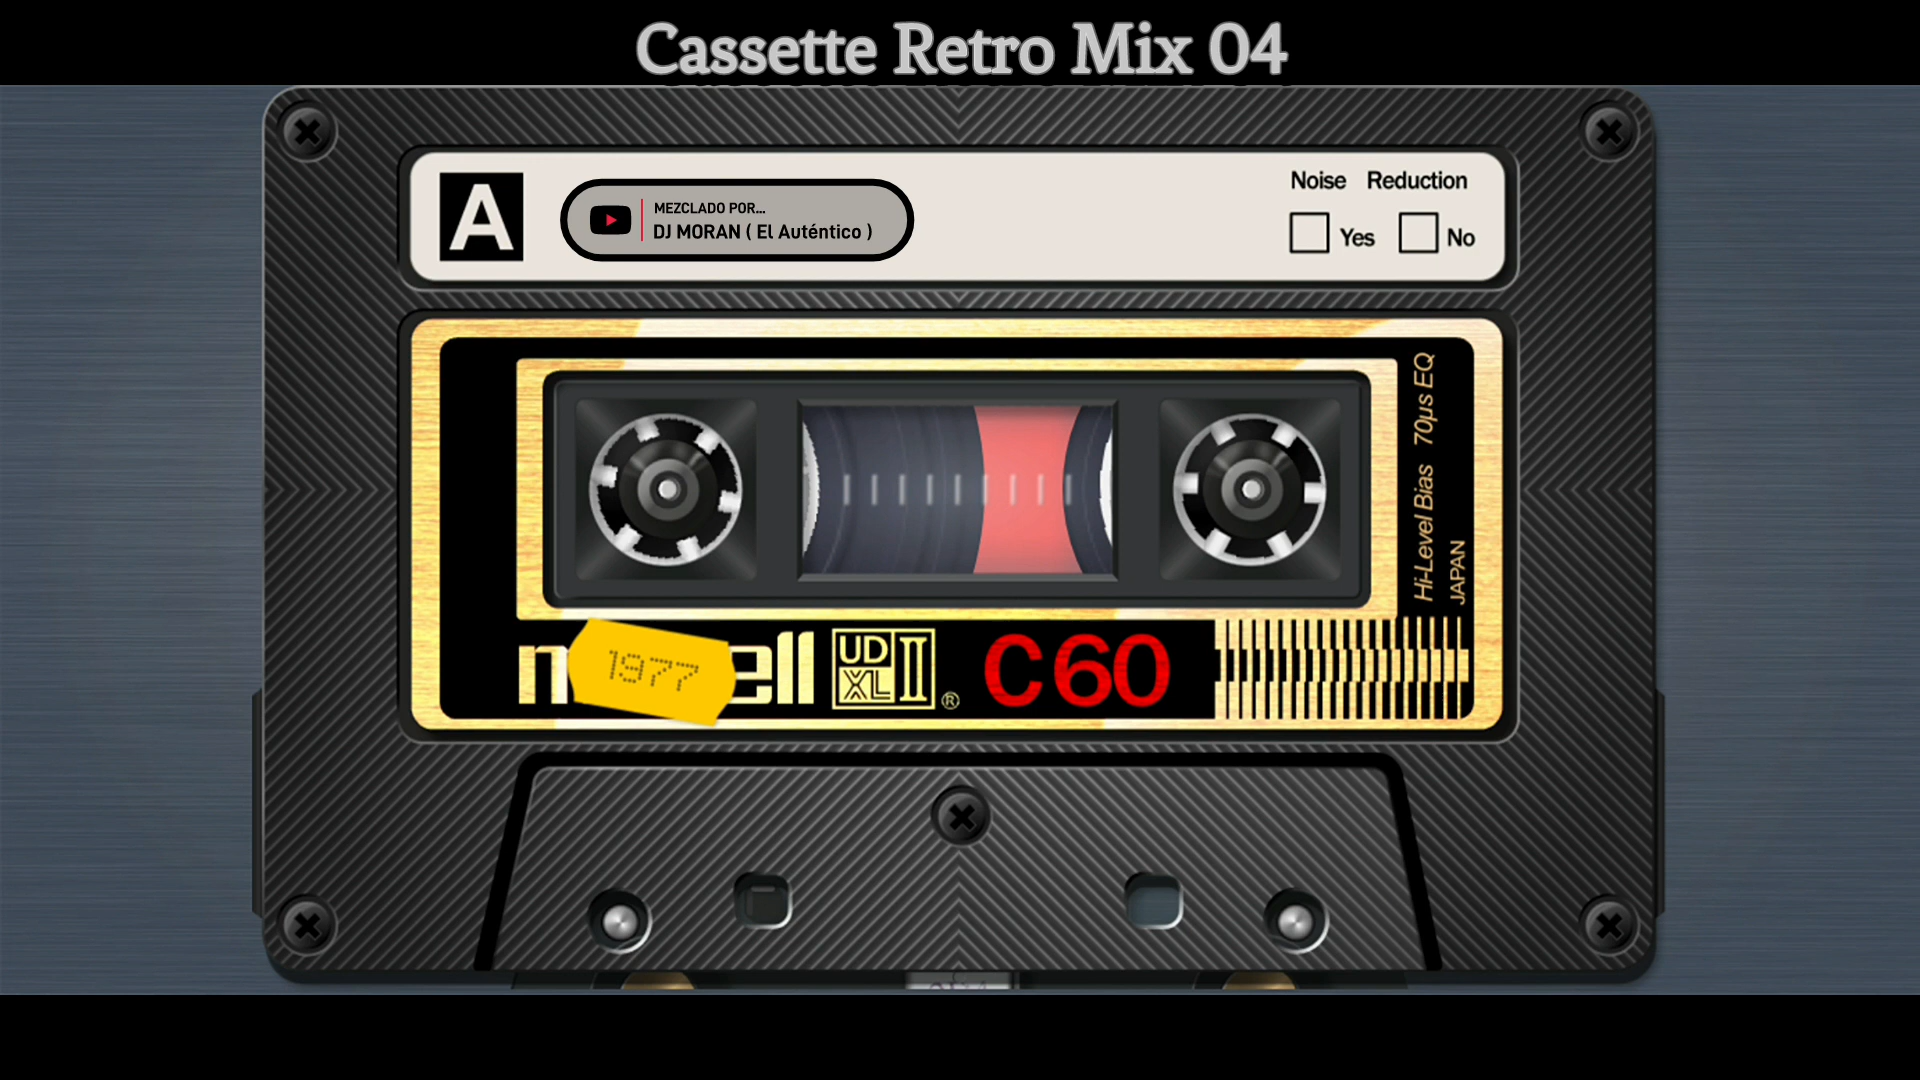 Cassette Retro Mix 04
A
MEZCLADO POR...
DJ MORAN ( El Auténtico )
Noise Reduction
Yes No
Hi-Level Bias 70µs EQ
JAPAN
1977
UD
XL
II
®
C60